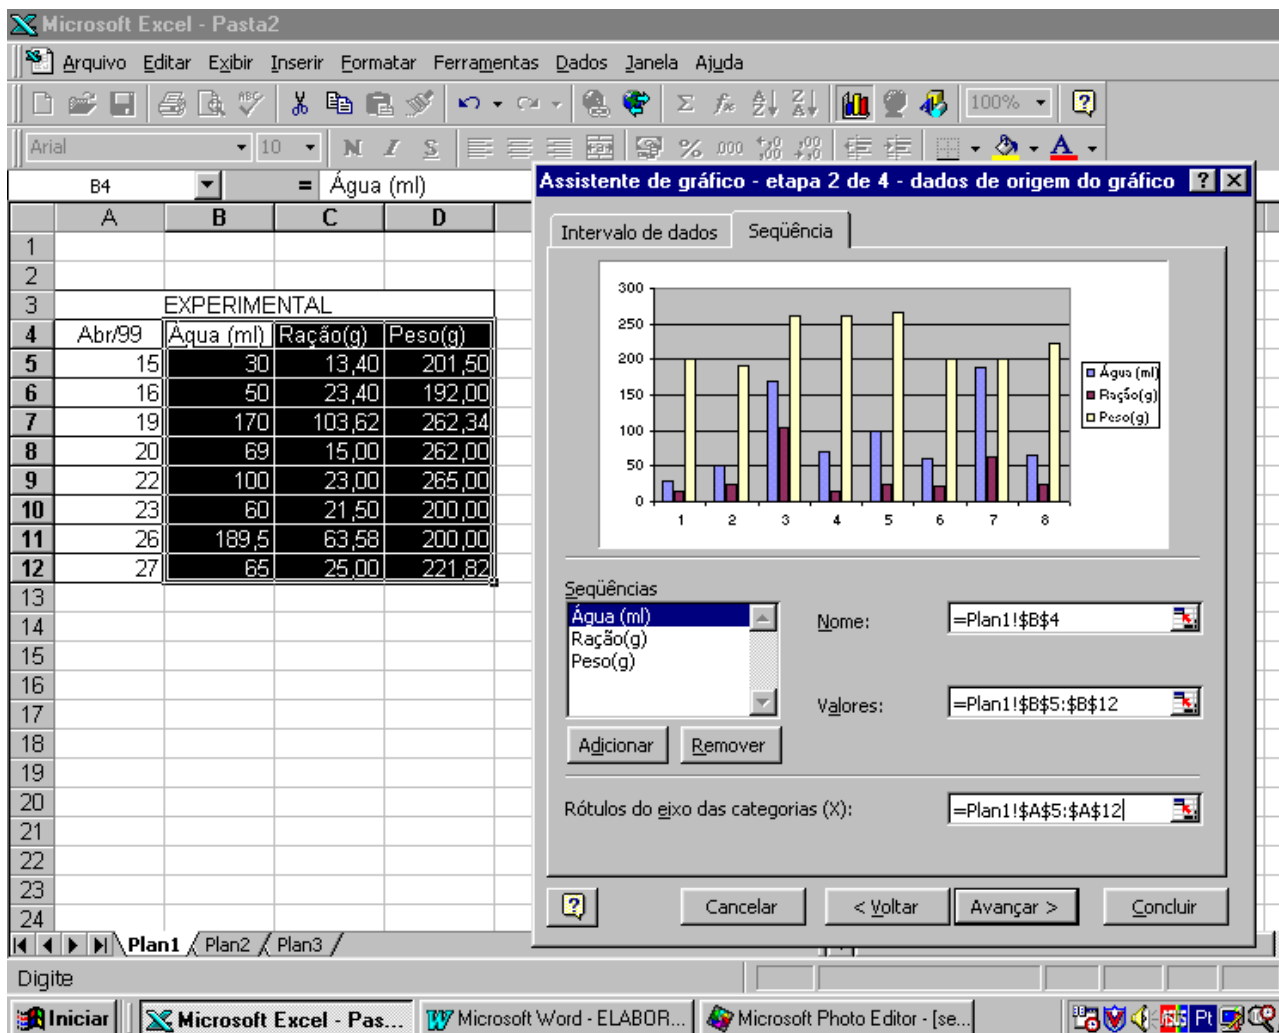 Microsoft Excel - Pasta2
Arquivo Editar Exibir Inserir Formatar Ferramentas Dados Janela Ajuda
ABC 100%
Arial 10 N I S % 000
B4 = Água (ml)
A B C D
1
2
3 EXPERIMENTAL
4 Abr/99 Água (ml) Ração(g) Peso(g)
5 15 30 13,40 201,50
6 16 50 23,40 192,00
7 19 170 103,62 262,34
8 20 69 15,00 262,00
9 22 100 23,00 265,00
10 23 60 21,50 200,00
11 26 189,5 63,58 200,00
12 27 65 25,00 221,82
13
14
15
16
17
18
19
20
21
22
23
24
Plan1 Plan2 Plan3
Digite
Assistente de gráfico - etapa 2 de 4 - dados de origem do gráfico
Intervalo de dados Seqüência
300
250
200
150
100
50
0
1 2 3 4 5 6 7 8
Água (ml)
Ração(g)
Peso(g)
Seqüências
Água (ml)
Ração(g)
Peso(g)
Nome: =Plan1!$B$4
Valores: =Plan1!$B$5:$B$12
Adicionar Remover
Rótulos do eixo das categorias (X): =Plan1!$A$5:$A$12
Cancelar < Voltar Avançar > Concluir
Iniciar Microsoft Excel - Pas... Microsoft Word - ELABOR... Microsoft Photo Editor - [se... Pt